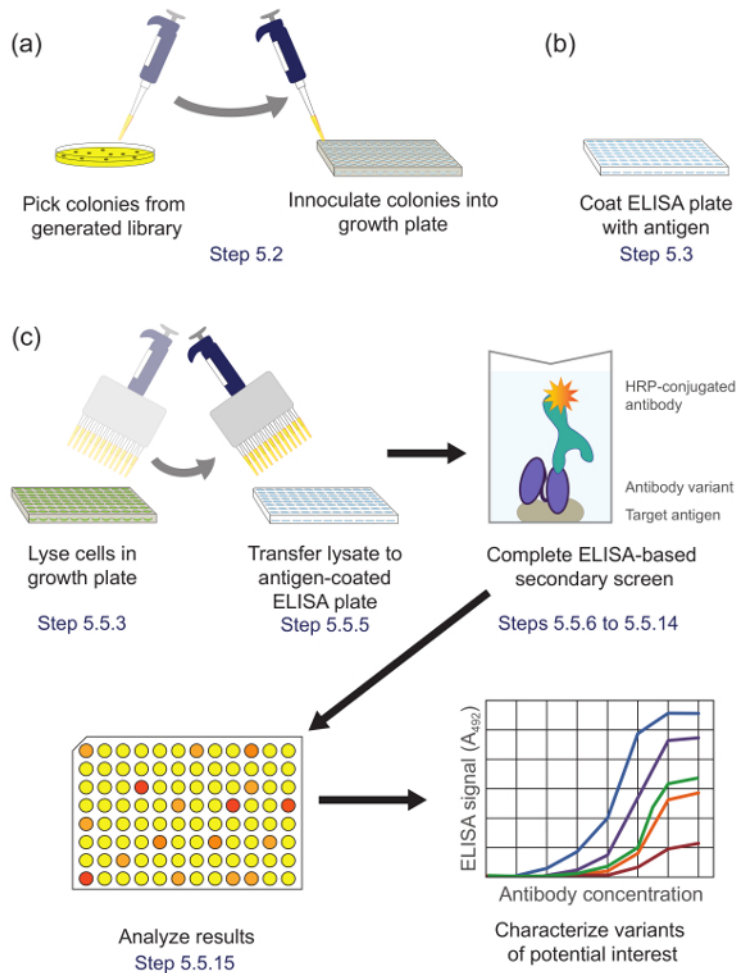 (a)
Pick colonies from
generated library
Innoculate colonies into
growth plate
Step 5.2
(b)
Coat ELISA plate
with antigen
Step 5.3
(c)
Lyse cells in
growth plate
Step 5.5.3
Transfer lysate to
antigen-coated
ELISA plate
Step 5.5.5
HRP-conjugated
antibody
Antibody variant
Target antigen
Complete ELISA-based
secondary screen
Steps 5.5.6 to 5.5.14
Analyze results
Step 5.5.15
ELISA signal (A492)
Antibody concentration
Characterize variants
of potential interest